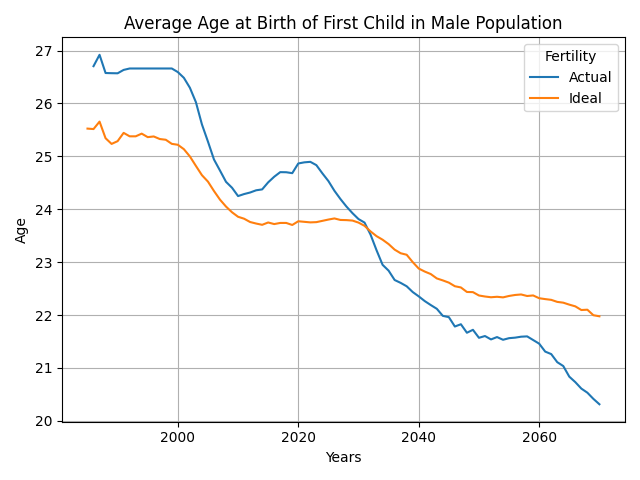 Average Age at Birth of First Child in Male Population
Fertility
Actual
Ideal
Age
27
26
25
24
23
22
21
20
2000
2020
2040
2060
Years